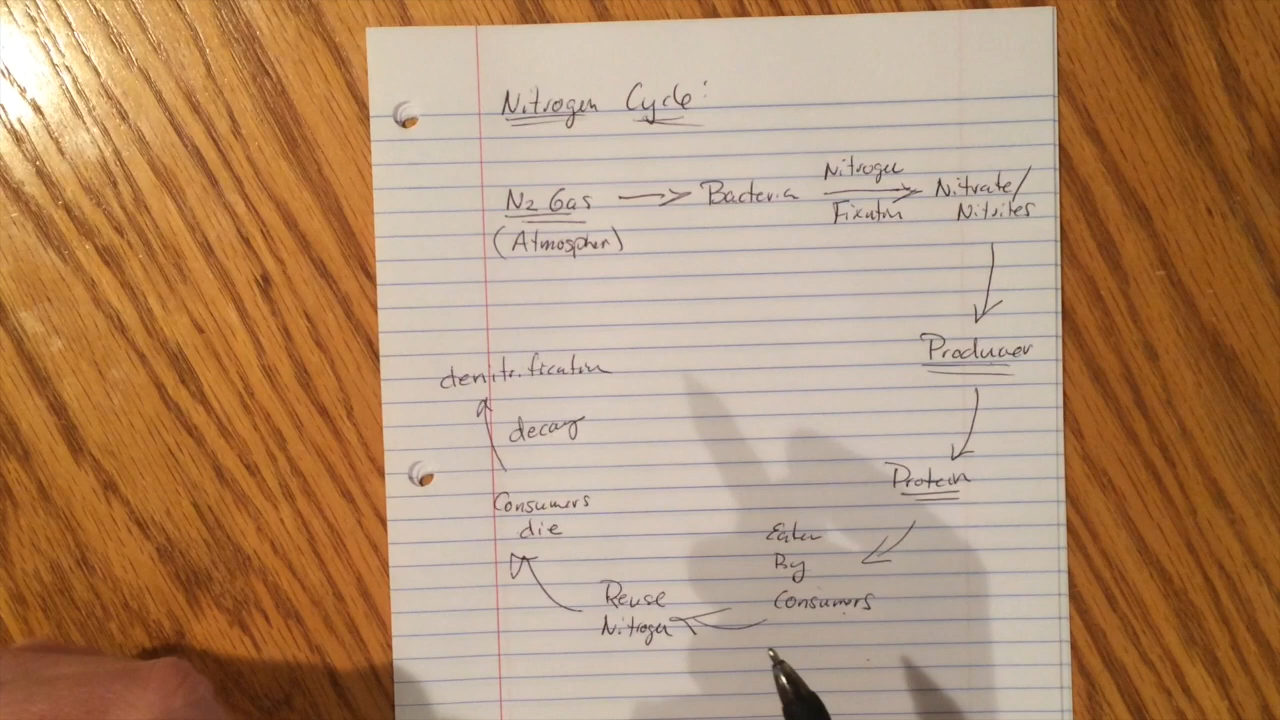 Nitrogen Cycle:
N2 Gas
(Atmospher)
Bacteria
Nitrogen
Fixation
Nitrate/
Nitrites
Producer
Protein
Eaten
By
Consumers
Reuse
Nitrogen
Consumers
die
decay
denitrification